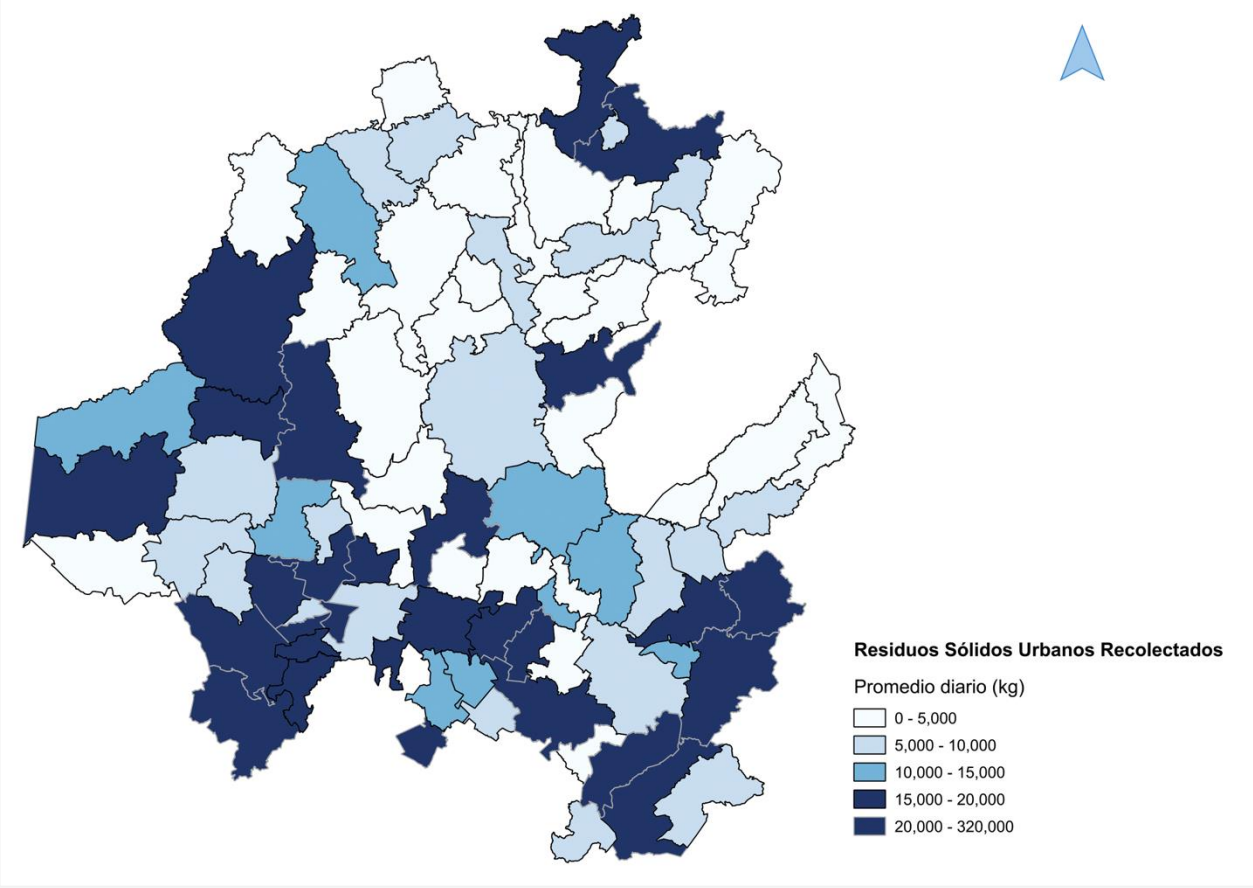 Residuos Sólidos Urbanos Recolectados
Promedio diario (kg)
0 - 5,000
5,000 - 10,000
10,000 - 15,000
15,000 - 20,000
20,000 - 320,000